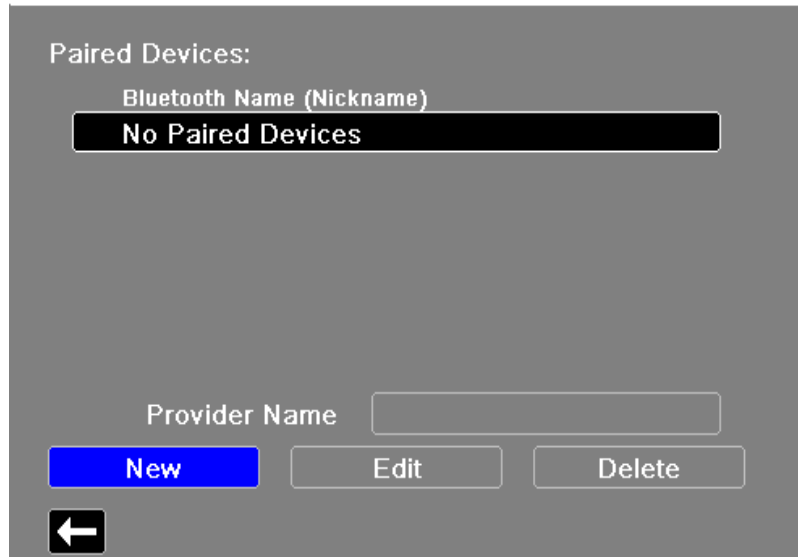 Paired Devices:
Bluetooth Name (Nickname)
No Paired Devices
Provider Name
New Edit Delete